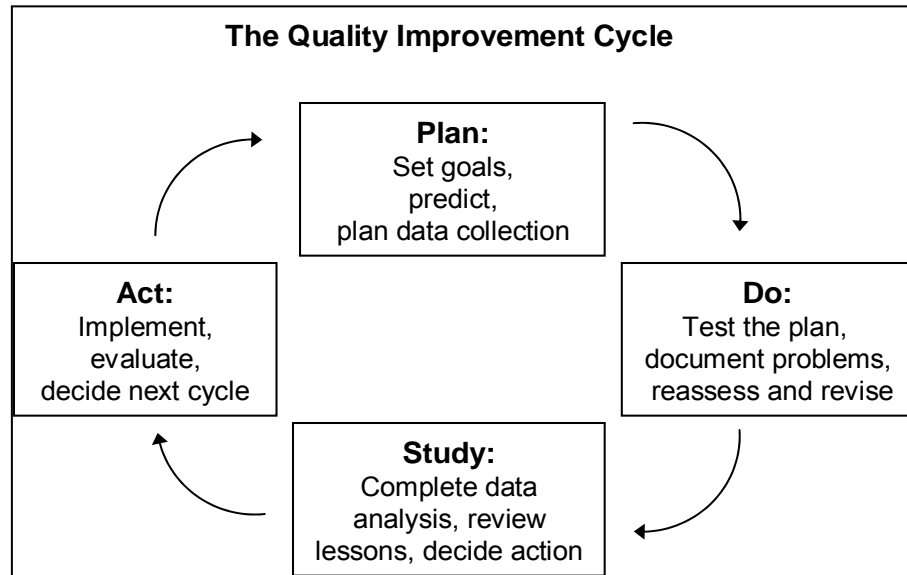 The Quality Improvement Cycle
Plan:
Set goals,
predict,
plan data collection
Do:
Test the plan,
document problems,
reassess and revise
Study:
Complete data
analysis, review
lessons, decide action
Act:
Implement,
evaluate,
decide next cycle